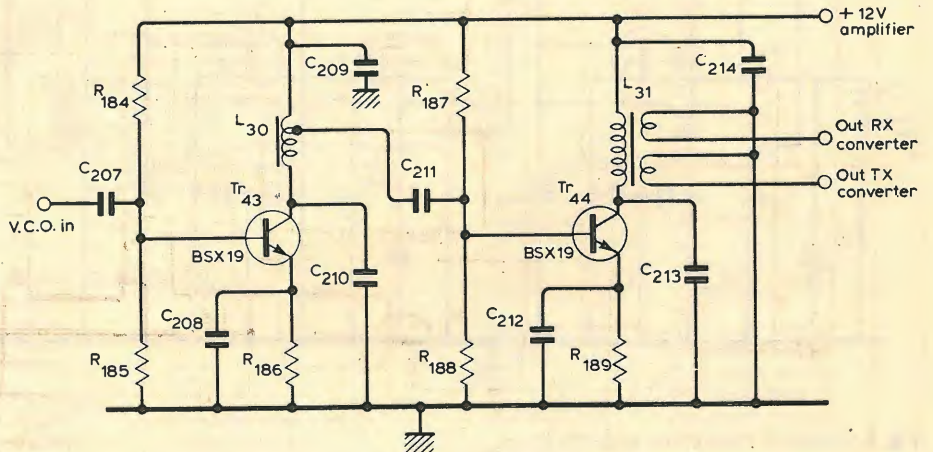 + 12V
amplifier
C209
C214
R184
R187
L31
L30
Out RX
converter
C207
C211
Tr43
Tr44
Out TX
converter
V.C.O. in
BSX19
BSX19
C210
C213
C208
C212
R185
R186
R188
R189